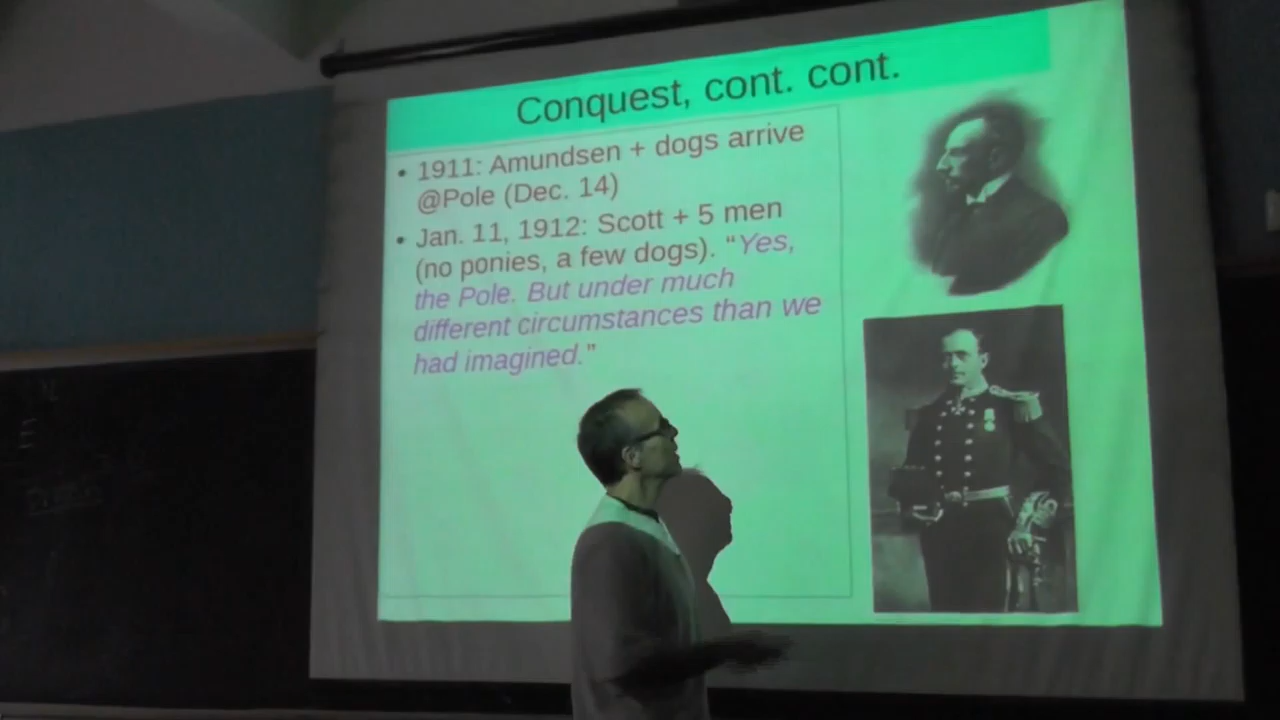 Conquest, cont. cont.
• 1911: Amundsen + dogs arrive
@Pole (Dec. 14)
• Jan. 11, 1912: Scott + 5 men
(no ponies, a few dogs). “Yes,
the Pole. But under much
different circumstances than we
had imagined.”